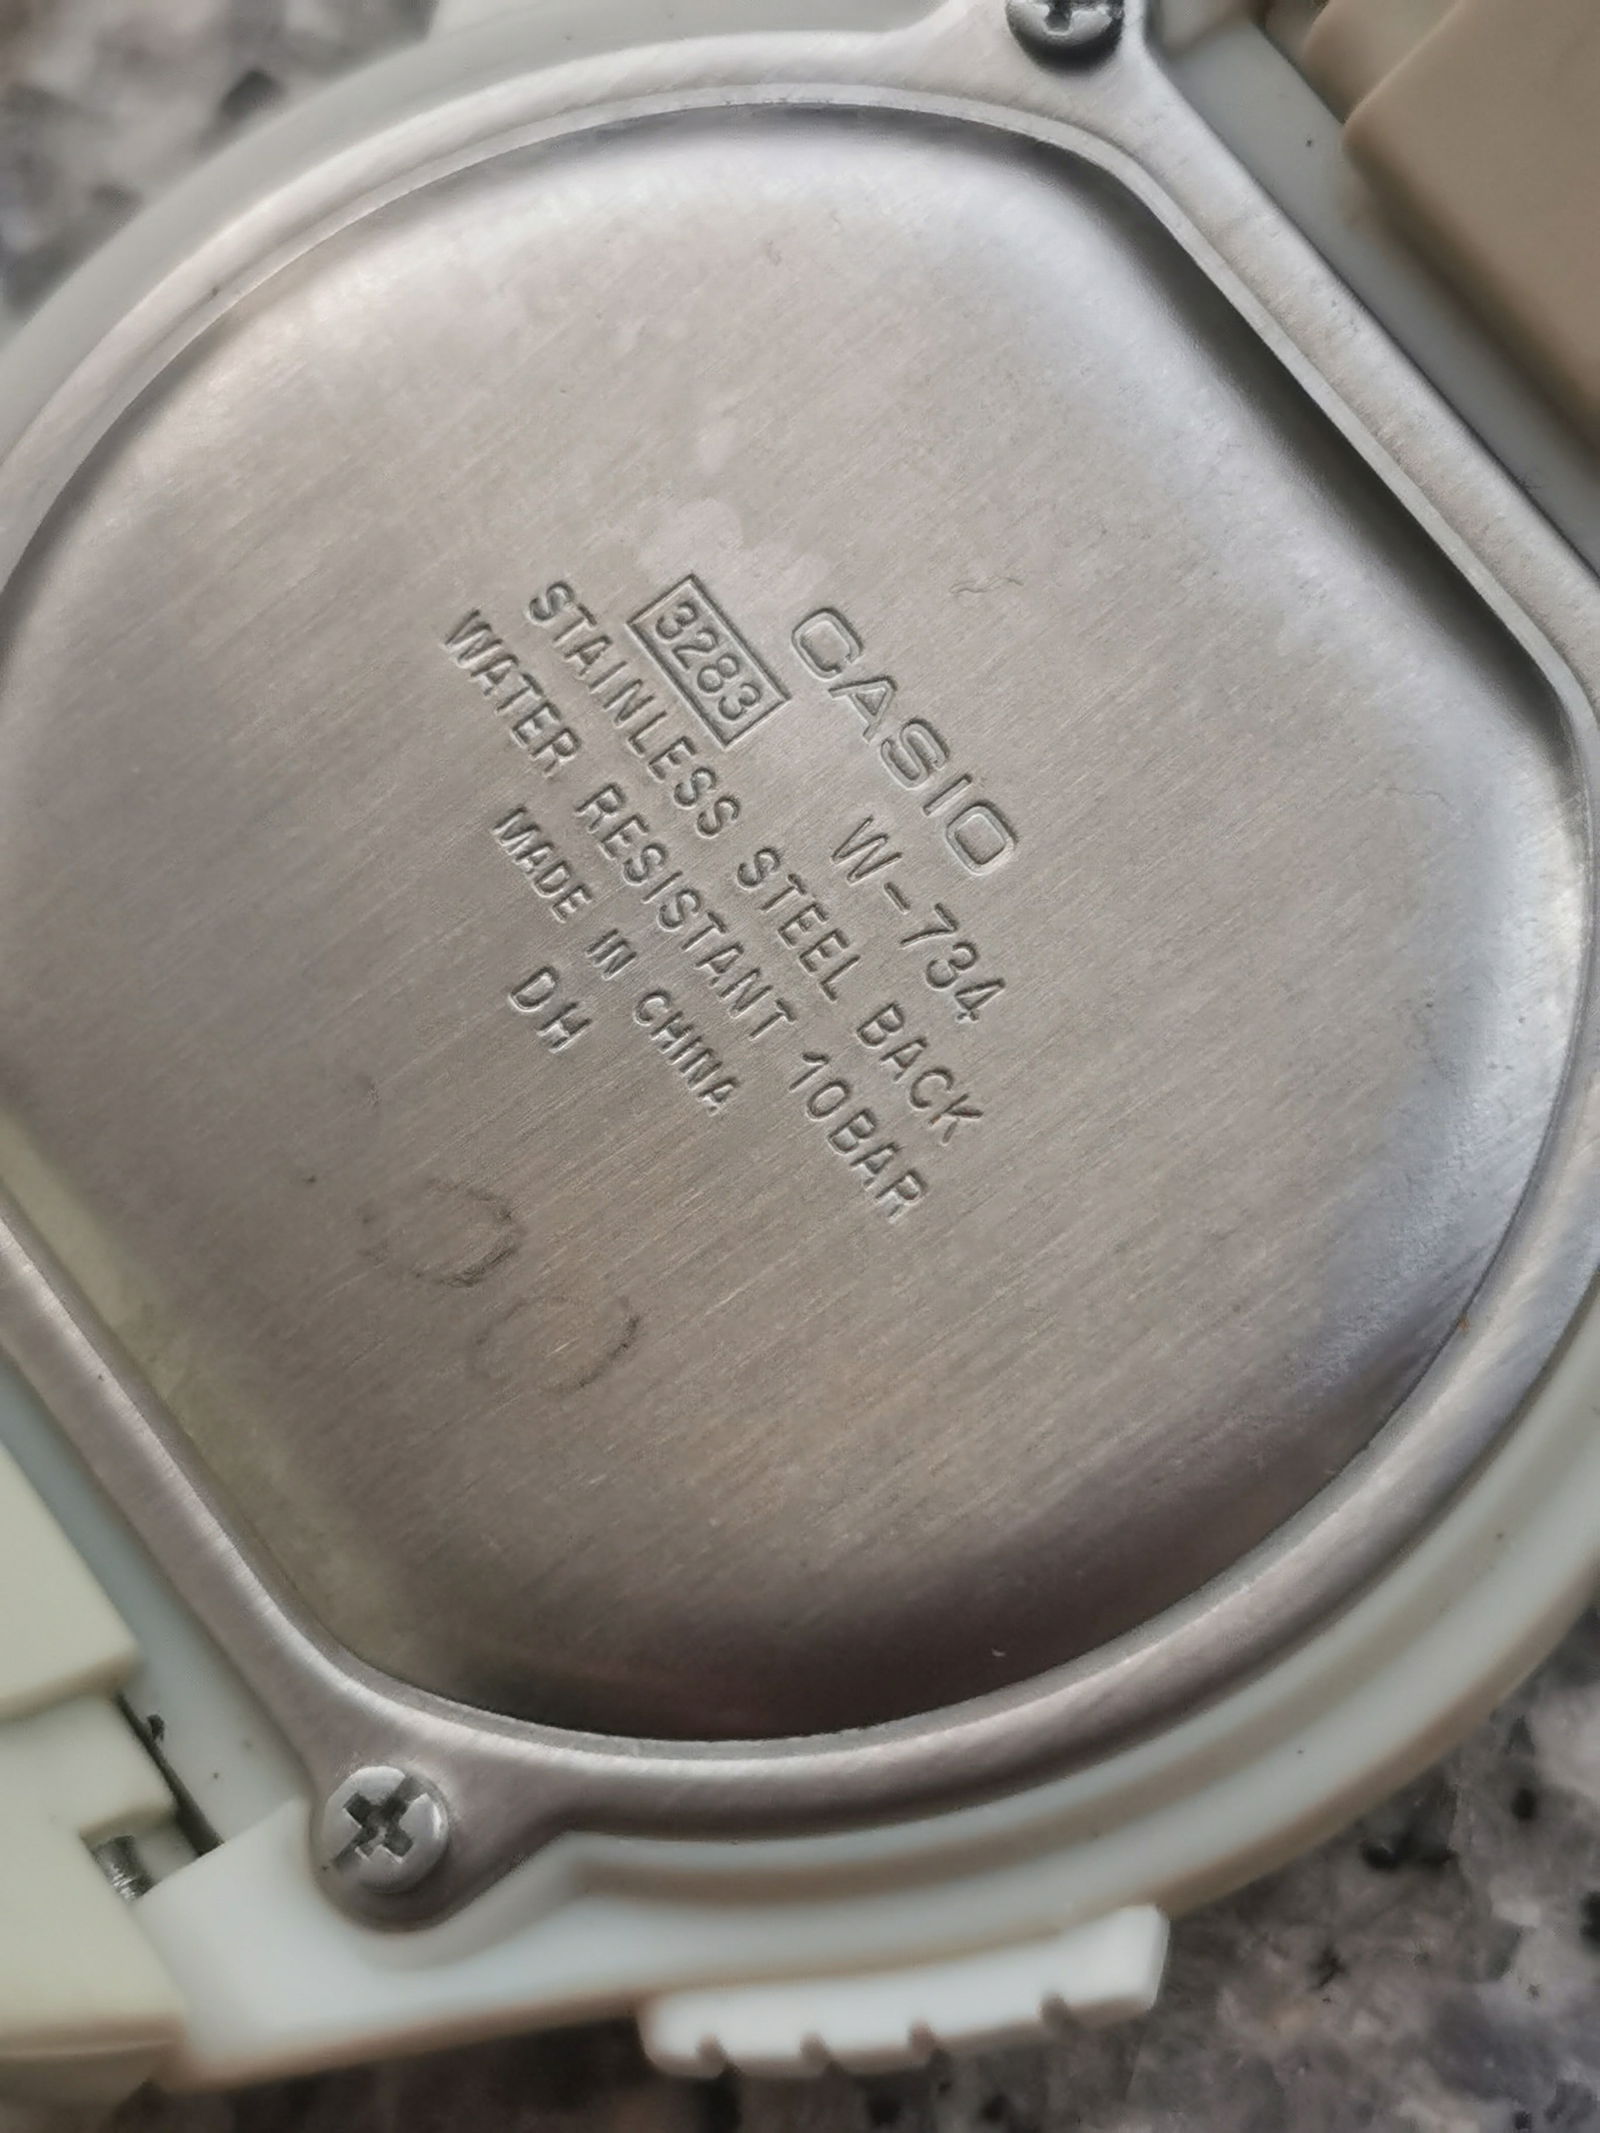 CASIO
3283 W-734
STAINLESS STEEL BACK
WATER RESISTANT 10BAR
MADE IN CHINA
DH